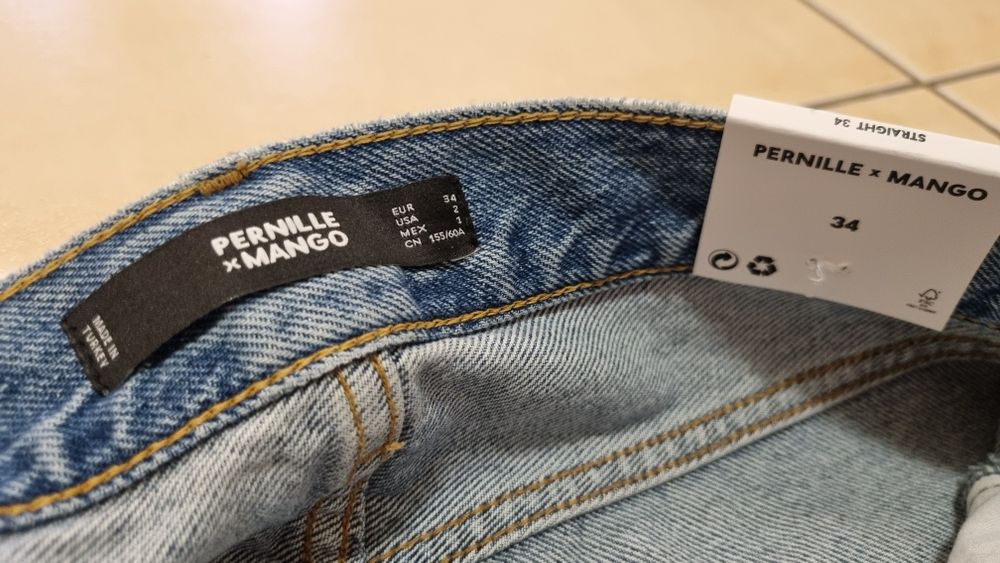 PERNILLE
x MANGO
EUR 34
USA 2
MEX 1
CN 155/60A
MADE IN
TURKEY
STRAIGHT 34
PERNILLE x MANGO
34